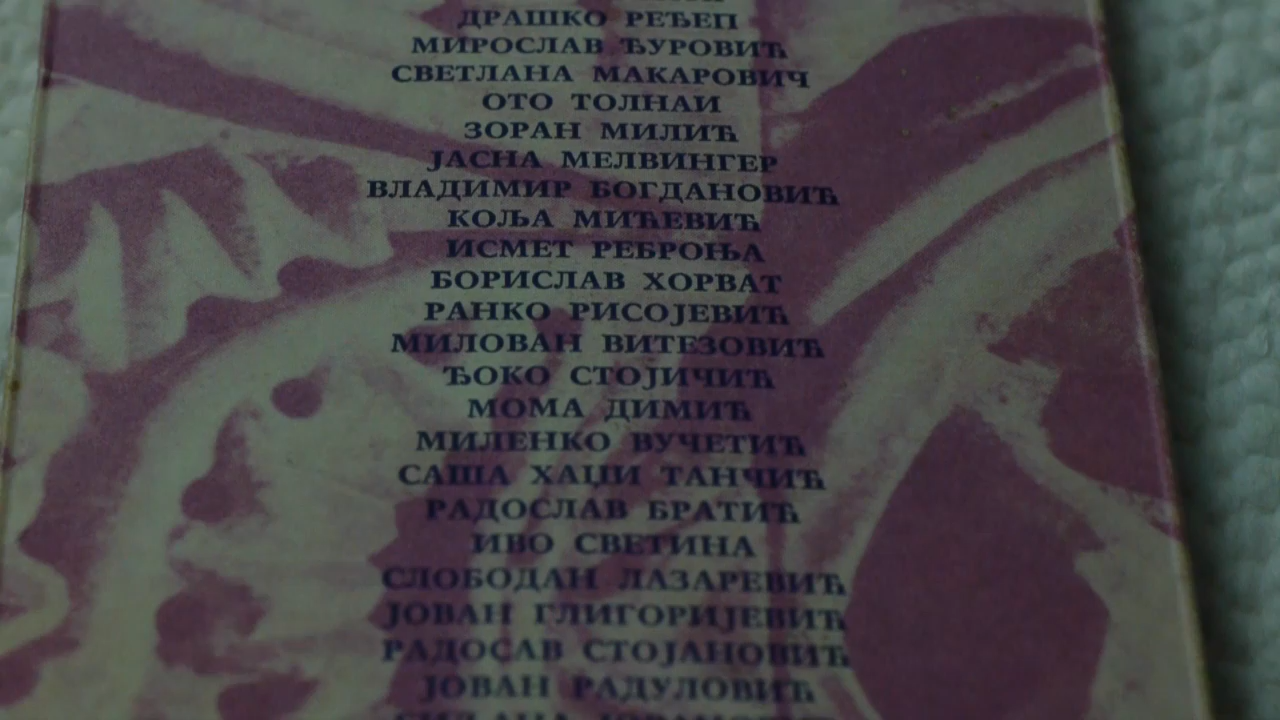 ДРАШКО РЕЂЕП
МИРОСЛАВ ЂУРОВИЋ
СВЕТЛАНА МАКАРОВИЧ
ОТО ТОЛНАИ
ЗОРАН МИЛИЋ
ЈАСНА МЕЛВИНГЕР
ВЛАДИМИР БОГДАНОВИЋ
КОЉА МИЋЕВИЋ
ИСМЕТ РЕБРОЊА
БОРИСЛАВ ХОРВАТ
РАНКО РИСОЈЕВИЋ
МИЛОВАН ВИТЕЗОВИЋ
ЂОКО СТОЈИЧИЋ
МОМА ДИМИЋ
МИЛЕНКО ВУЧЕТИЋ
САША ХАЏИ ТАНЧИЋ
РАДОСЛАВ БРАТИЋ
ИВО СВЕТИНА
СЛОБОДАН ЛАЗАРЕВИЋ
ЈОВАН ГЛИГОРИЈЕВИЋ
РАДОСАВ СТОЈАНОВИЋ
ЈОВАН РАДУЛОВИЋ